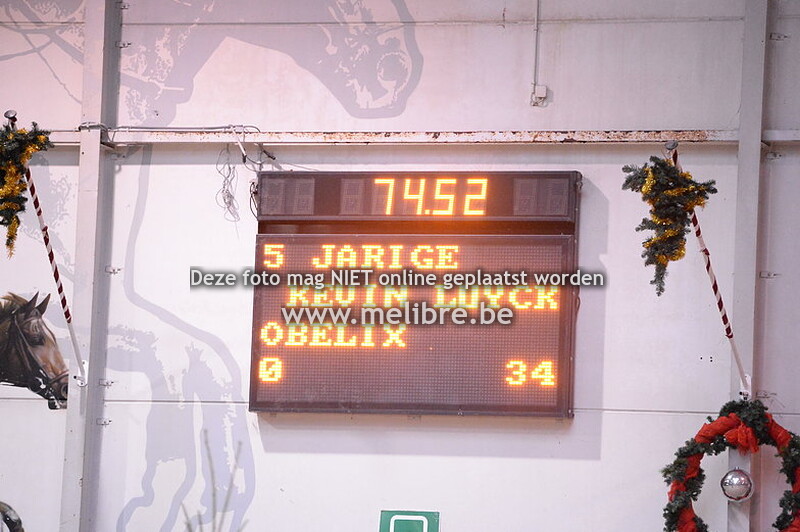 74.52
5 JARIGE
Deze foto mag NIET online geplaatst worden
KEVIN LUYCK
www.melibre.be
OBELIX
0 34